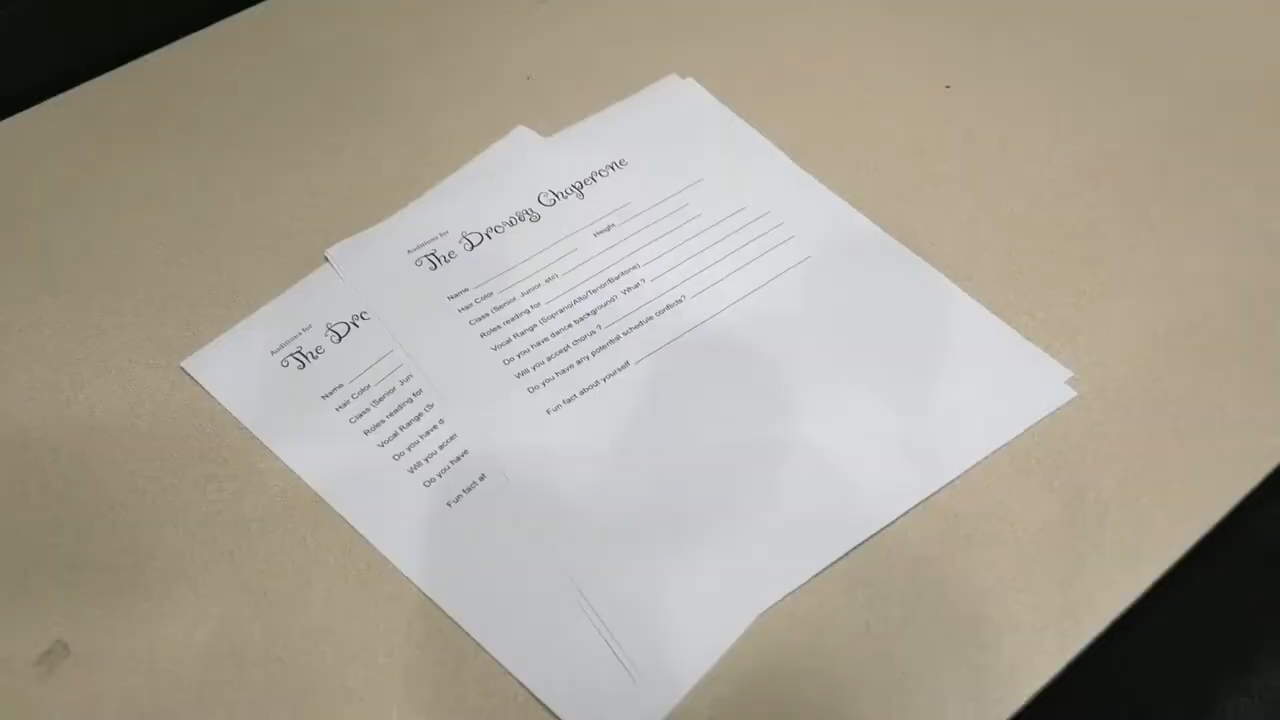 Auditions for
The Drowsy Chaperone
Name
Hair Color Height
Class (Senior, Junior, etc)
Roles reading for
Vocal Range (Soprano/Alto/Tenor/Baritone)
Do you have dance background? What ?
Will you accept chorus ?
Do you have any potential schedule conflicts?
Fun fact about yourself
Auditions for
The Dro
Name
Hair Color
Class (Senior, Juni
Roles reading for
Vocal Range (S
Do you have d
Will you accep
Do you have
Fun fact a